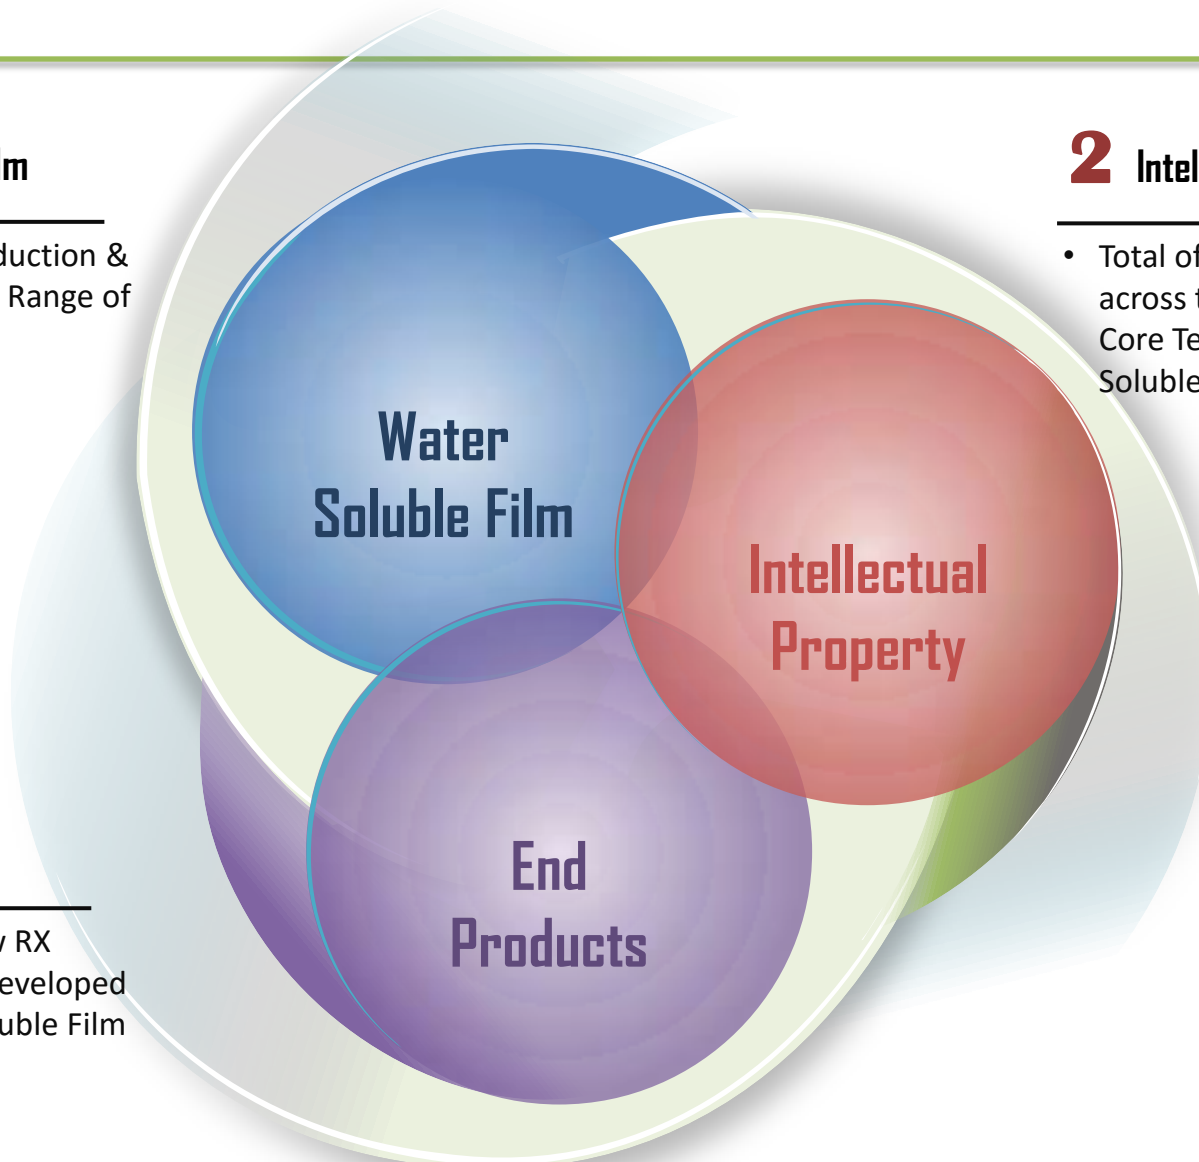 duction &
Range of
Water
Soluble Film
RX
eveloped
uble Film
End
Products
2 Intel
• Total of
across t
Core Te
Soluble
Intellectual
Property